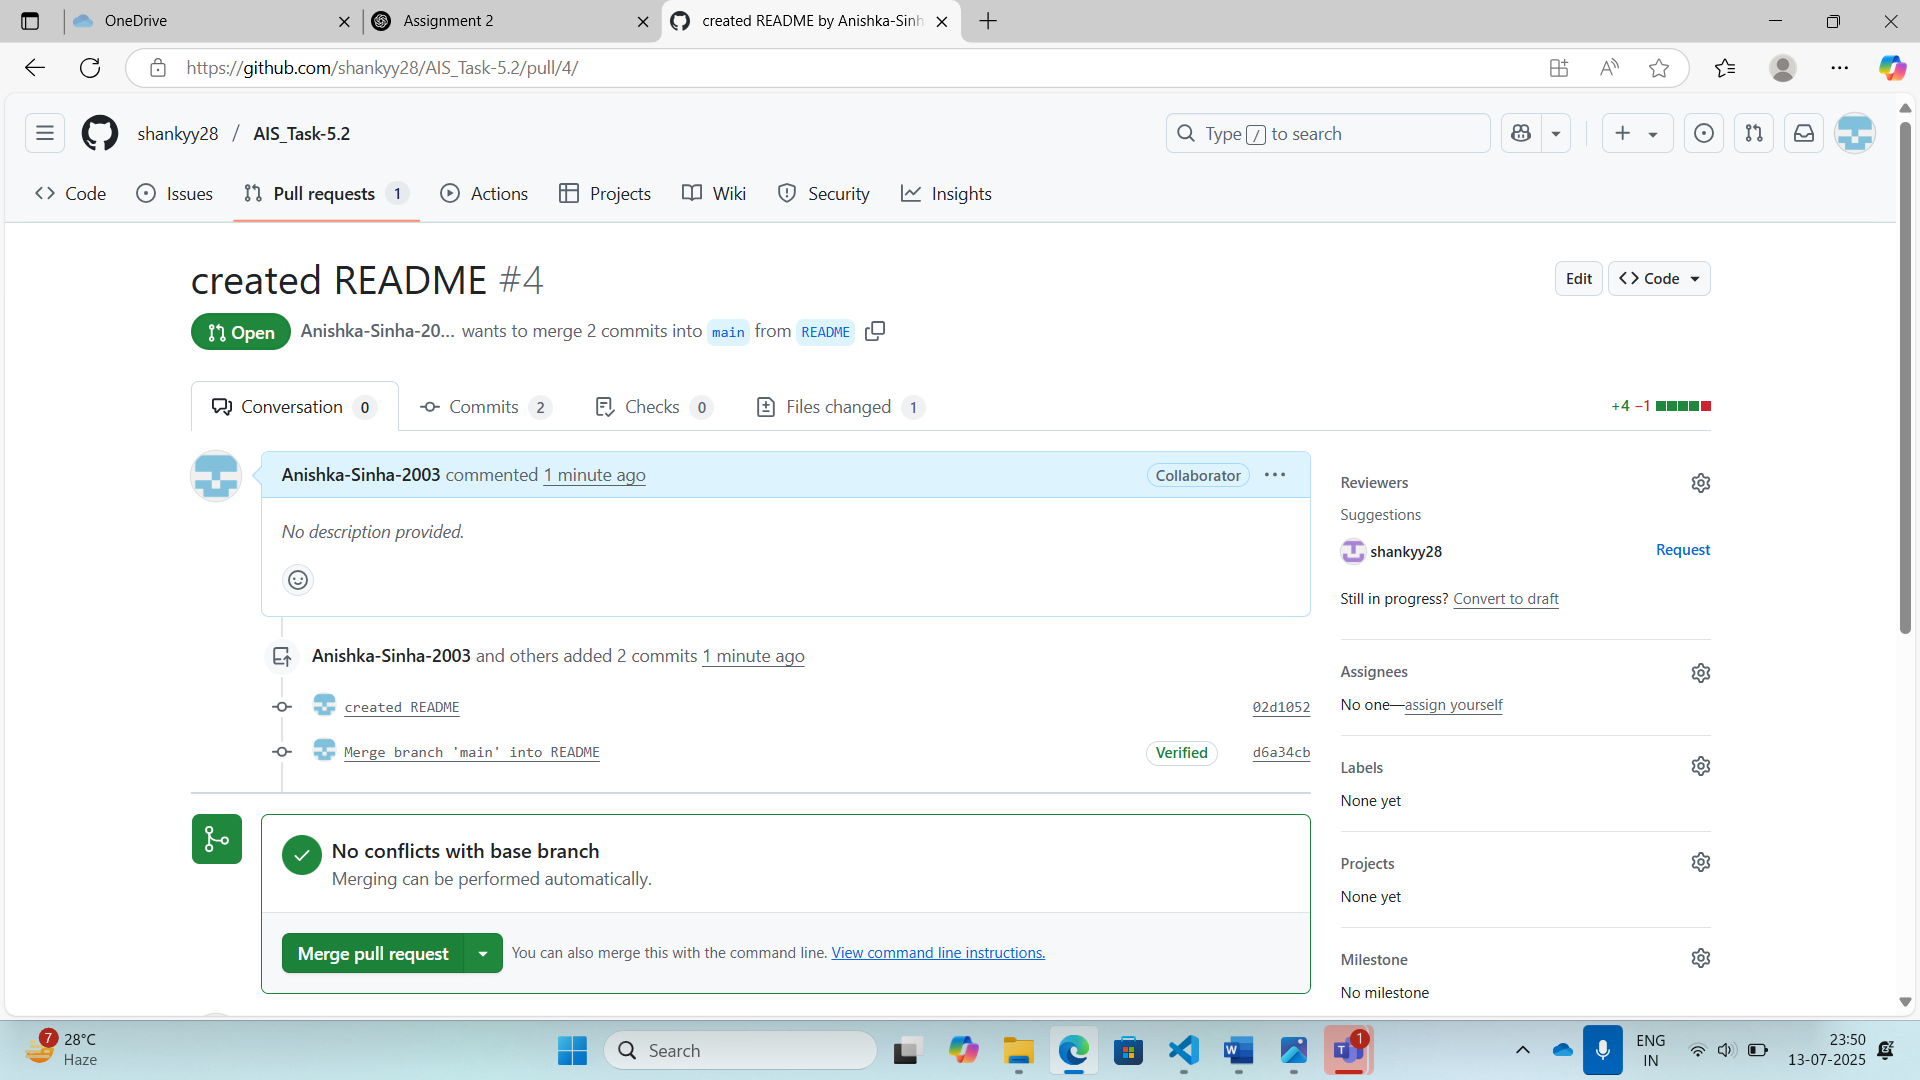 OneDrive
Assignment 2
created README by Anishka-Sinh
https://github.com/shankyy28/AIS_Task-5.2/pull/4/
shankyy28 / AIS_Task-5.2
Type / to search
Code
Issues
Pull requests 1
Actions
Projects
Wiki
Security
Insights
created README #4
Edit
<> Code
Open
Anishka-Sinha-20... wants to merge 2 commits into main from README
Conversation 0
Commits 2
Checks 0
Files changed 1
+4 −1
Anishka-Sinha-2003 commented 1 minute ago
Collaborator
No description provided.
Anishka-Sinha-2003 and others added 2 commits 1 minute ago
created README
02d1052
Merge branch 'main' into README
Verified
d6a34cb
No conflicts with base branch
Merging can be performed automatically.
Merge pull request
You can also merge this with the command line. View command line instructions.
Reviewers
Suggestions
shankyy28
Request
Still in progress? Convert to draft
Assignees
No one—assign yourself
Labels
None yet
Projects
None yet
Milestone
No milestone
7
28°C
Haze
Search
1
ENG
IN
23:50
13-07-2025